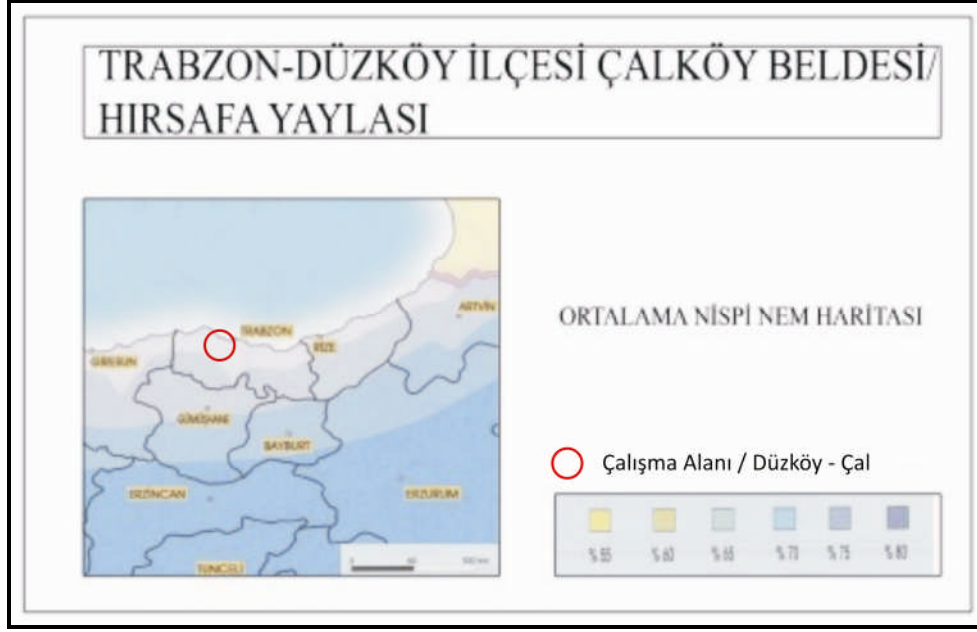 TRABZON-DÜZKÖY İLÇESİ ÇALKÖY BELDESİ/
HIRSAFA YAYLASI
ORTALAMA NİSPİ NEM HARİTASI
ARTVİN
TRABZON
RİZE
GİRESUN
GÜMÜŞHANE
BAYBURT
ERZİNCAN
ERZURUM
TUNCELİ
Çalışma Alanı / Düzköy - Çal
% 55 % 60 % 65 % 70 % 75 % 80